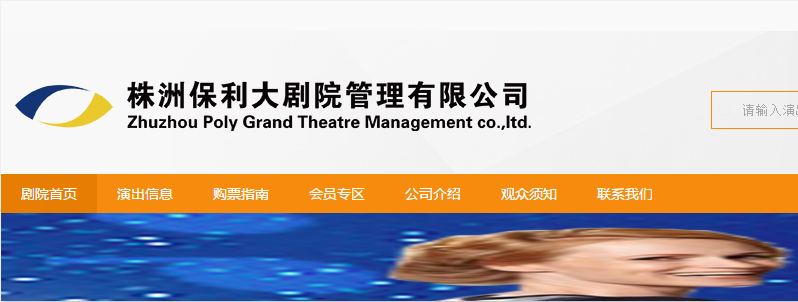 株洲保利大剧院管理有限公司
Zhuzhou Poly Grand Theatre Management co.,ltd.
请输入演出
剧院首页 演出信息 购票指南 会员专区 公司介绍 观众须知 联系我们